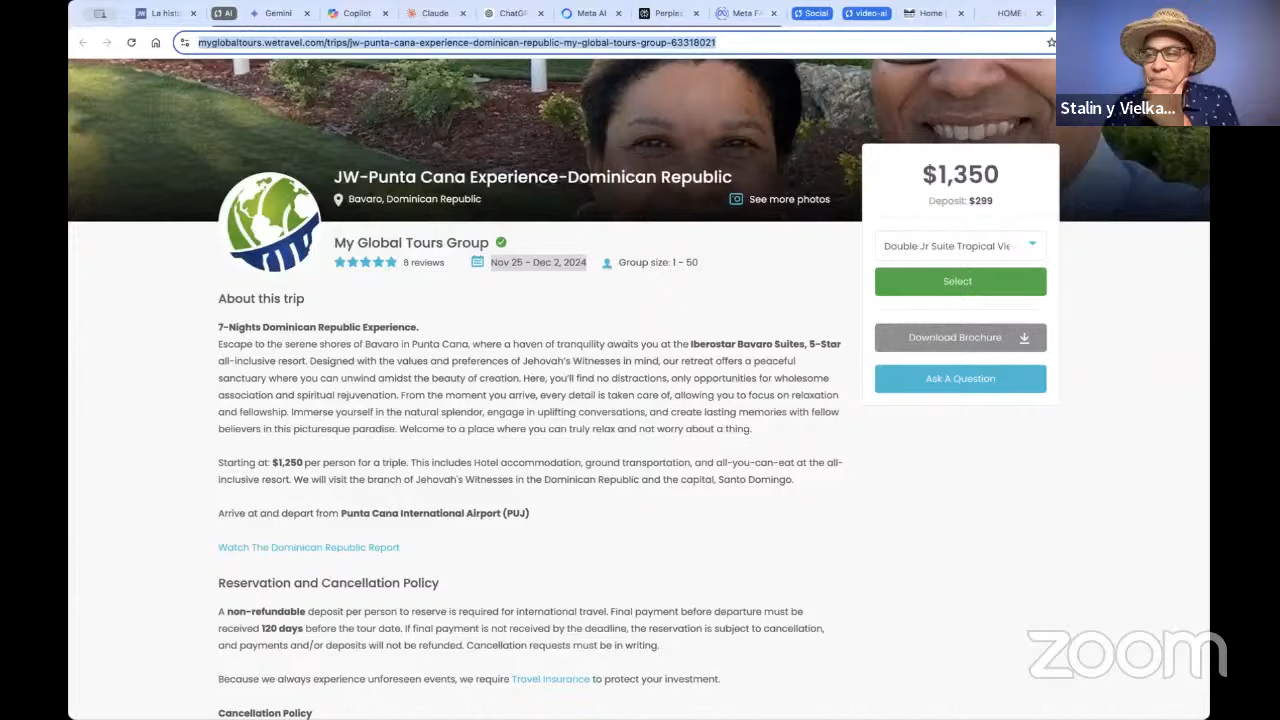 La histo
AI
Gemini
Copilot
Claude
ChatGF
Meta AI
Perple:
Meta FA
Social
video-ai
Home |
HOME •
myglobaltours.wetravel.com/trips/jw-punta-cana-experience-dominican-republic-my-global-tours-group-63318021
Stalin y Vielka...
JW-Punta Cana Experience-Dominican Republic
Bavaro, Dominican Republic
See more photos
$1,350
Deposit: $299
Double Jr Suite Tropical Vie
Select
Download Brochure
Ask A Question
My Global Tours Group
8 reviews
Nov 25 - Dec 2, 2024
Group size: 1 - 50
About this trip
7-Nights Dominican Republic Experience.
Escape to the serene shores of Bavaro in Punta Cana, where a haven of tranquility awaits you at the Iberostar Bavaro Suites, 5-Star
all-inclusive resort. Designed with the values and preferences of Jehovah's Witnesses in mind, our retreat offers a peaceful
sanctuary where you can unwind amidst the beauty of creation. Here, you'll find no distractions, only opportunities for wholesome
association and spiritual rejuvenation. From the moment you arrive, every detail is taken care of, allowing you to focus on relaxation
and fellowship. Immerse yourself in the natural splendor, engage in uplifting conversations, and create lasting memories with fellow
believers in this picturesque paradise. Welcome to a place where you can truly relax and not worry about a thing.
Starting at: $1,250 per person for a triple. This includes Hotel accommodation, ground transportation, and all-you-can-eat at the all-
inclusive resort. We will visit the branch of Jehovah's Witnesses in the Dominican Republic and the capital, Santo Domingo.
Arrive at and depart from Punta Cana International Airport (PUJ)
Watch The Dominican Republic Report
Reservation and Cancellation Policy
A non-refundable deposit per person to reserve is required for international travel. Final payment before departure must be
received 120 days before the tour date. If final payment is not received by the deadline, the reservation is subject to cancellation,
and payments and/or deposits will not be refunded. Cancellation requests must be in writing.
Because we always experience unforeseen events, we require Travel Insurance to protect your investment.
Cancellation Policy
zoom